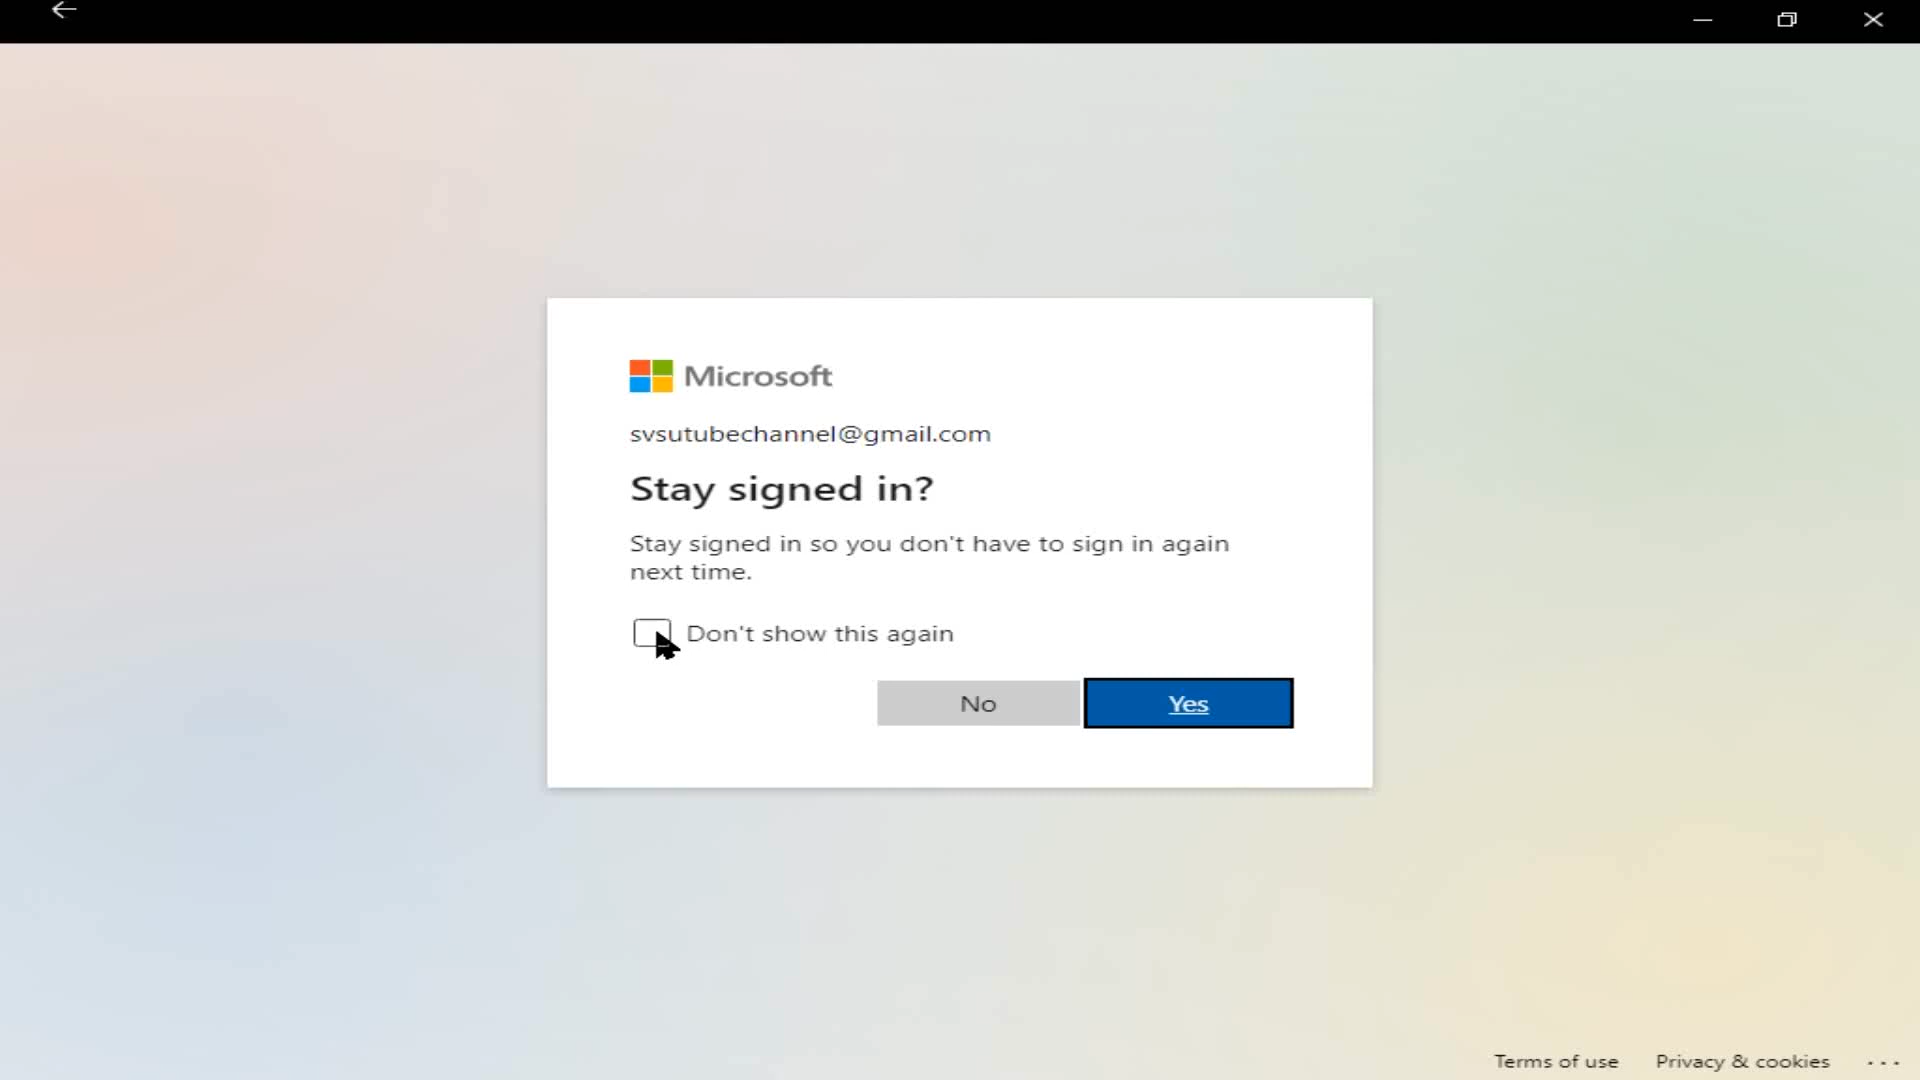 Microsoft
svsutubechannel@gmail.com
Stay signed in?
Stay signed in so you don't have to sign in again
next time.
Don't show this again
No
Yes
Terms of use
Privacy & cookies
...